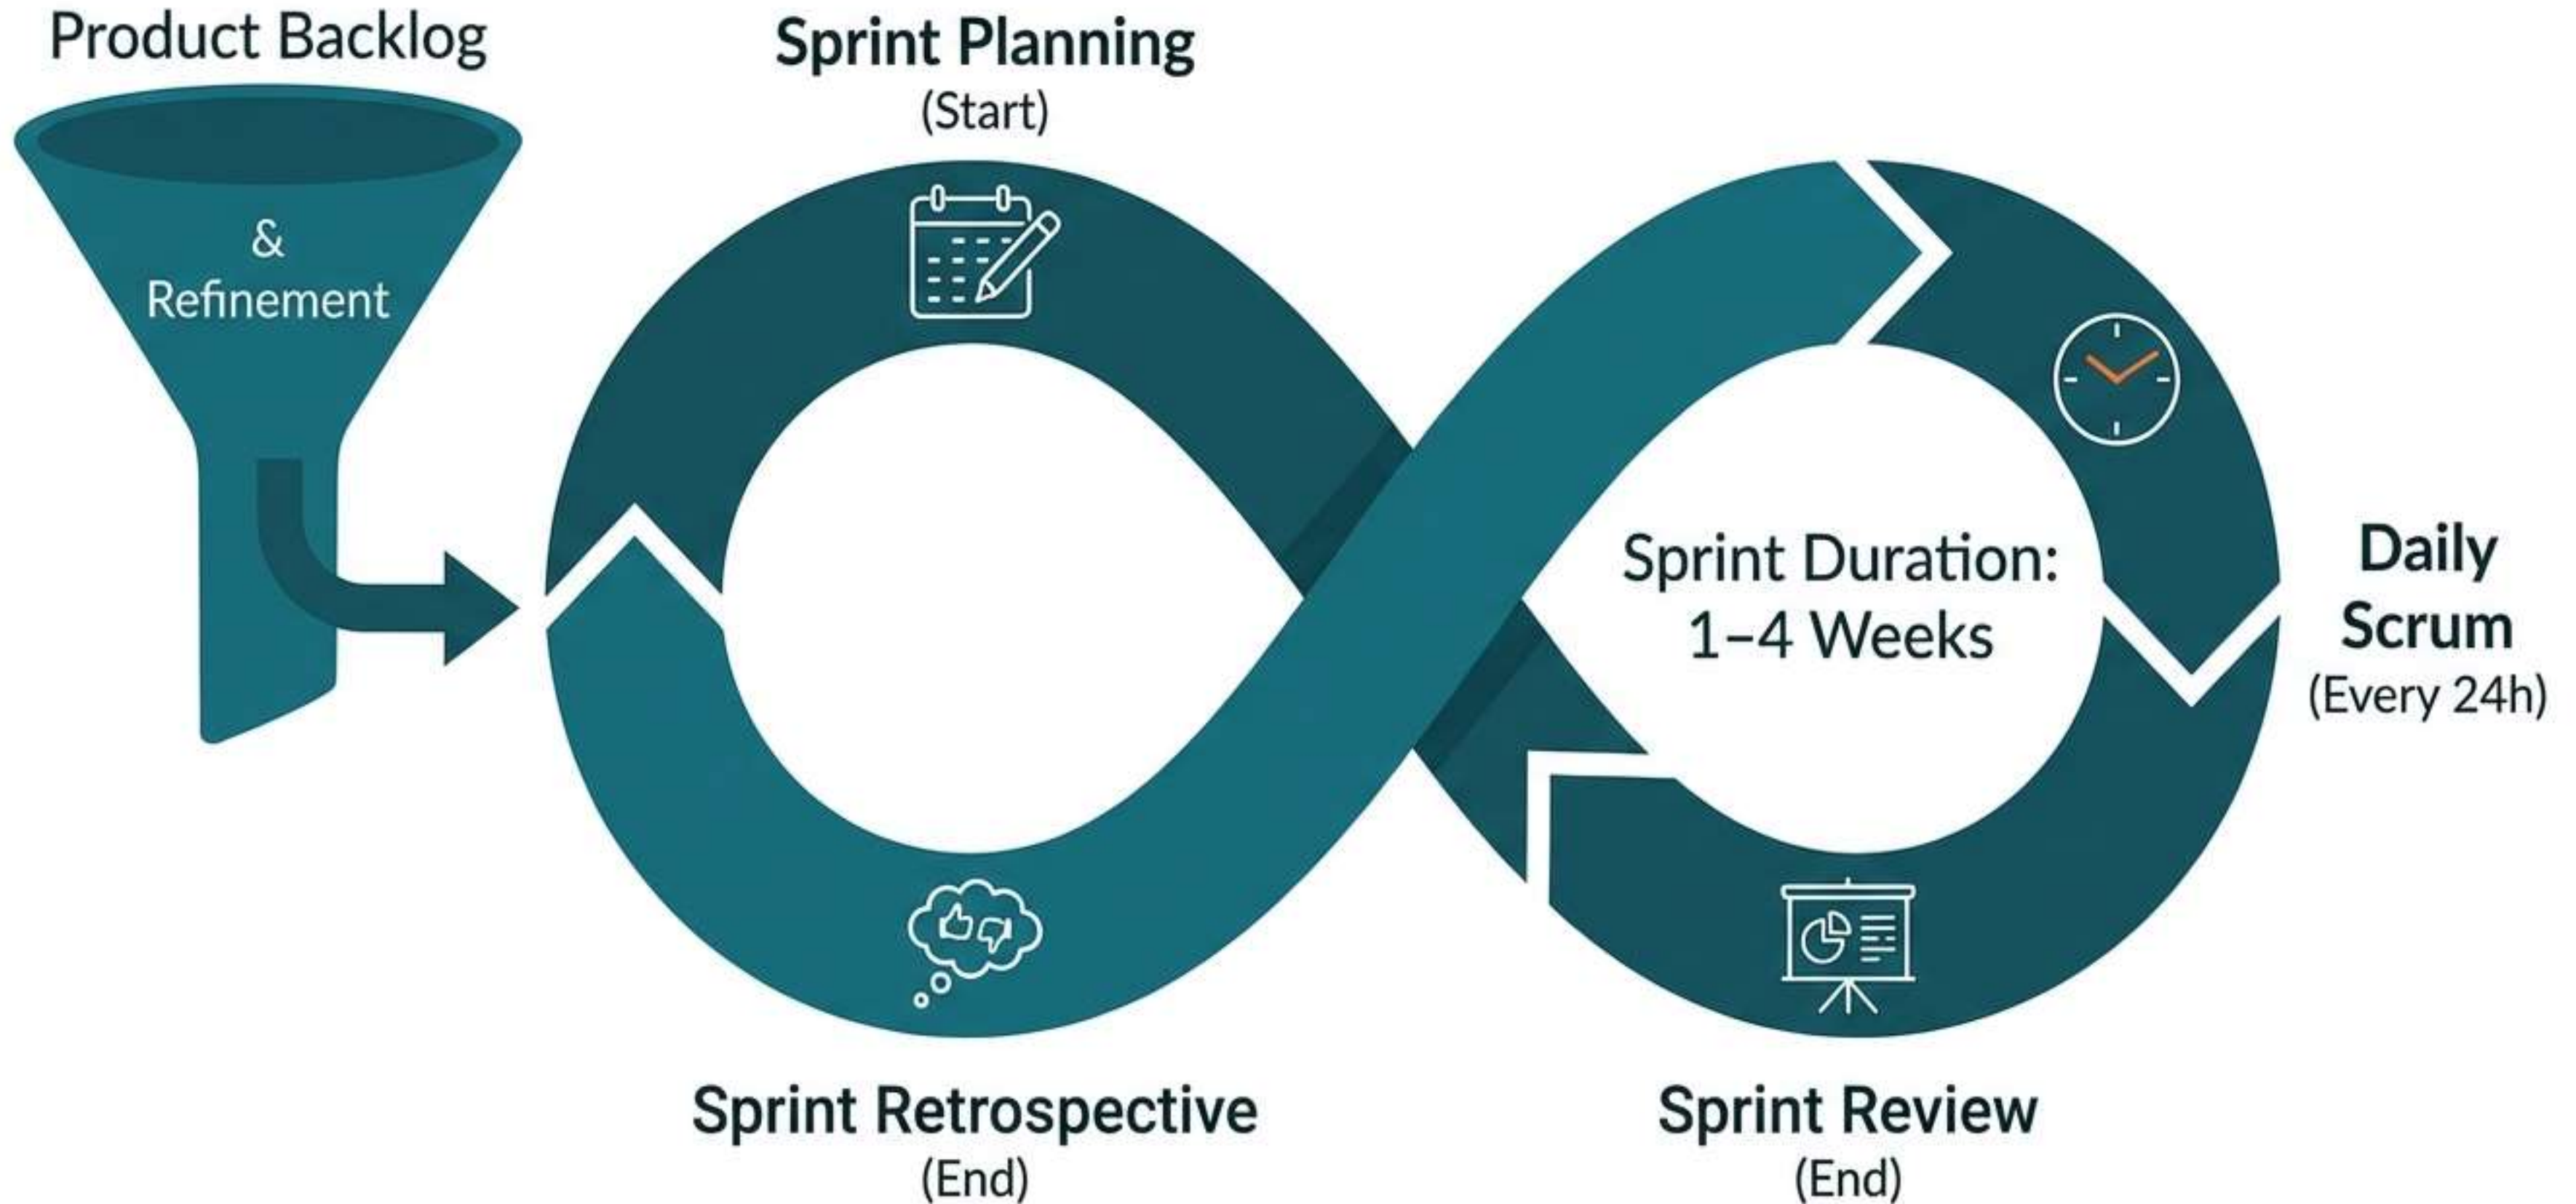 Product Backlog
&
Refinement
Sprint Planning
(Start)
Sprint Duration:
1–4 Weeks
Daily
Scrum
(Every 24h)
Sprint Retrospective
(End)
Sprint Review
(End)